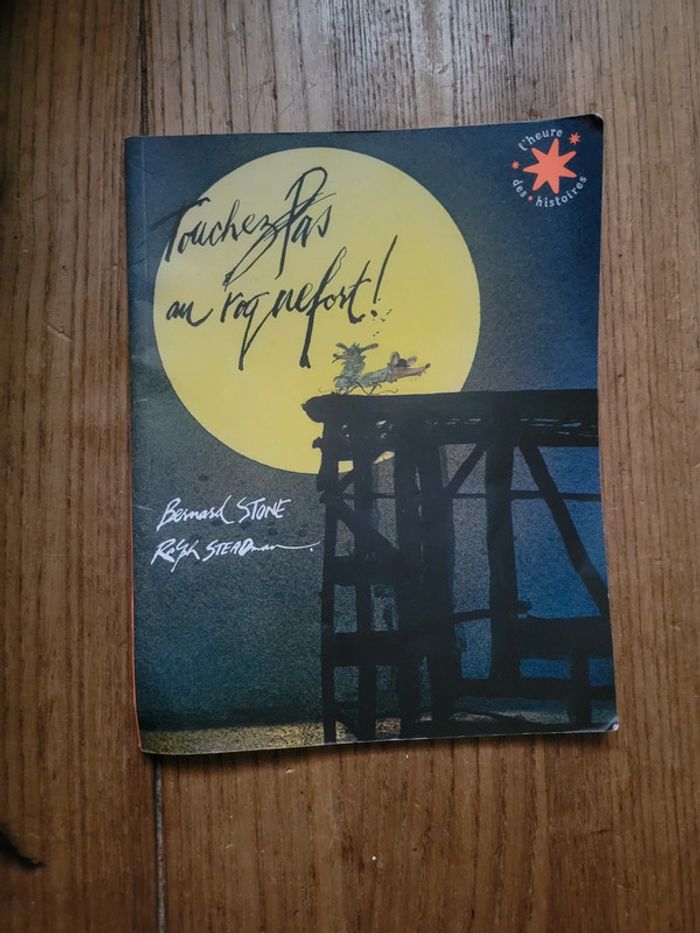 l'heure
des • histoires
Touchez Pas
au roquefort!
Bernard STONE
Ralph STEADman